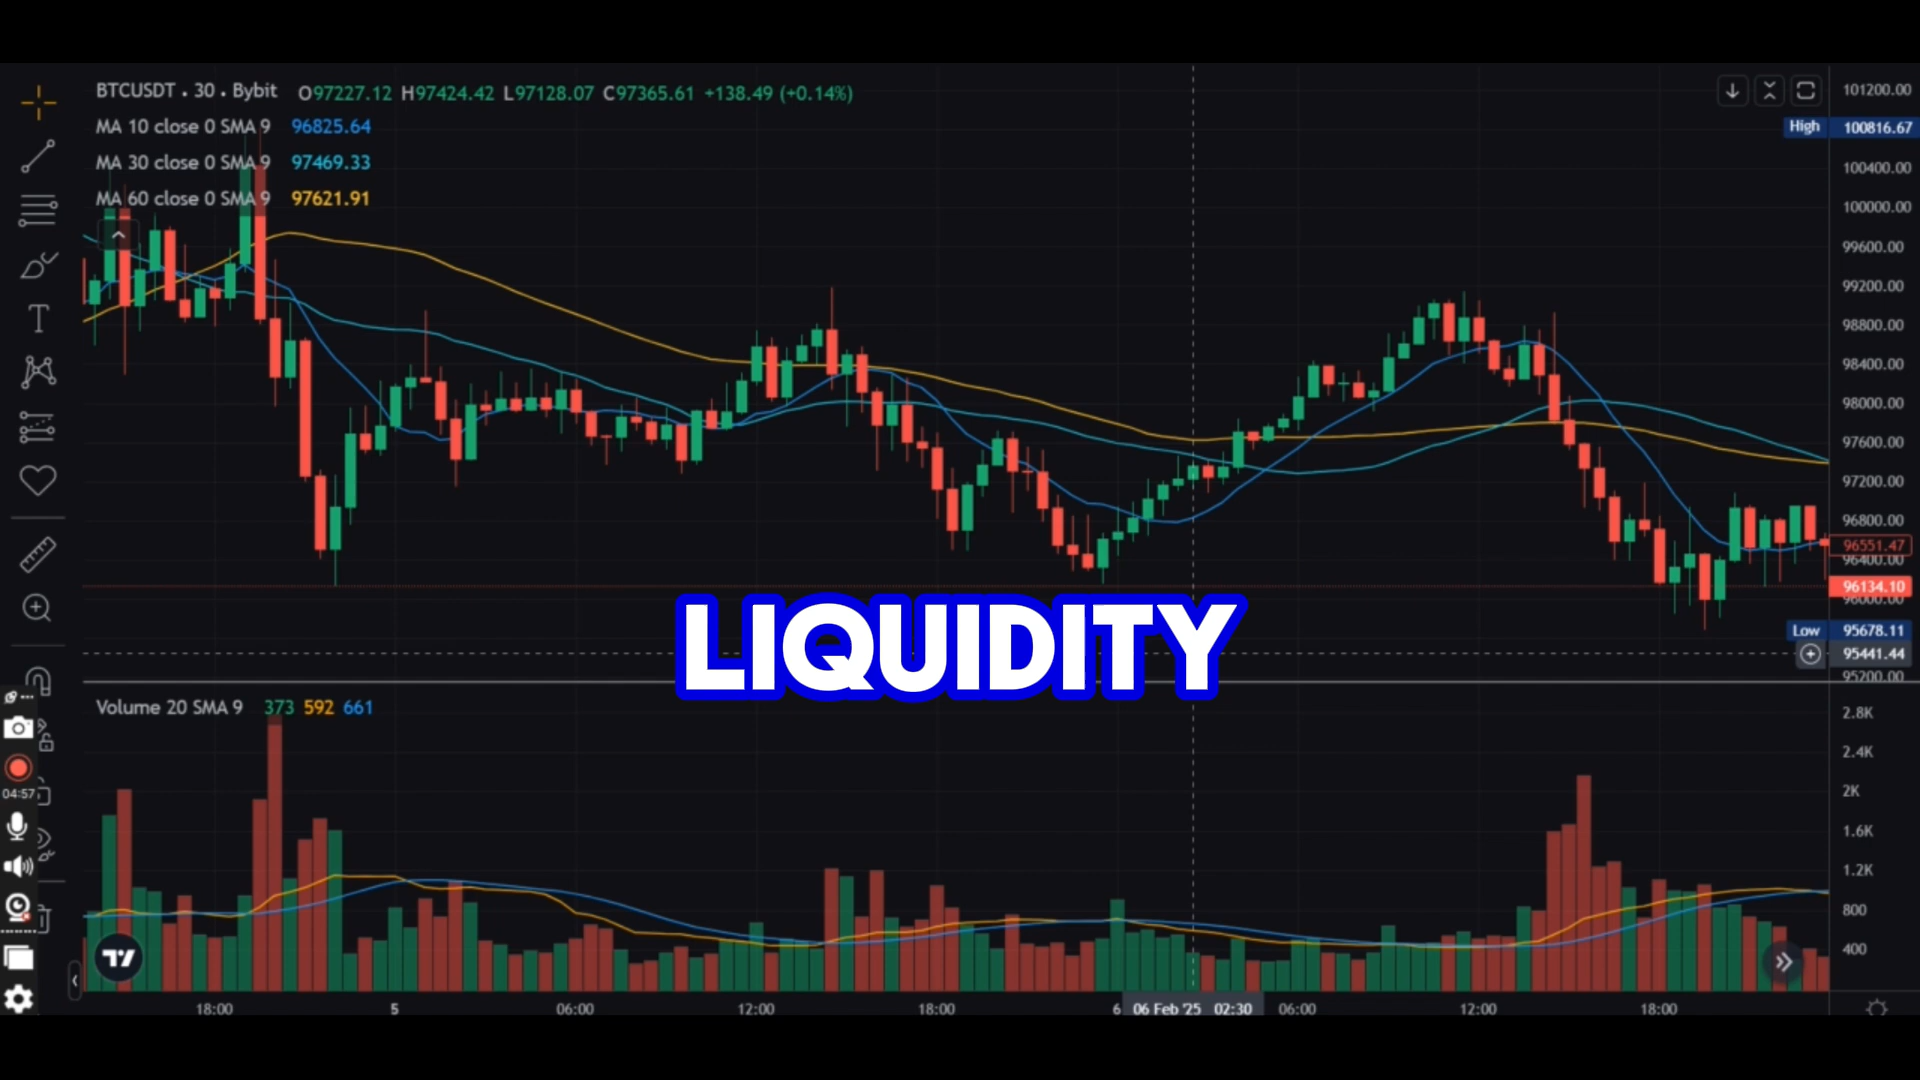 BTCUSDT • 30 • Bybit O97227.12 H97424.42 L97128.07 C97365.61 +138.49 (+0.14%)
MA 10 close 0 SMA 9 96825.64
MA 30 close 0 SMA 9 97469.33
MA 60 close 0 SMA 9 97621.91
101200.00
High 100816.67
100400.00
100000.00
99600.00
99200.00
98800.00
98400.00
98000.00
97600.00
97200.00
96800.00
96551.47
96400.00
96134.10
96000.00
Low 95678.11
95441.44
95200.00
LIQUIDITY
Volume 20 SMA 9 373 592 661
2.8K
2.4K
2K
1.6K
1.2K
800
400
04:57
18:00 5 06:00 12:00 18:00 6 06 Feb '25 02:30 06:00 12:00 18:00